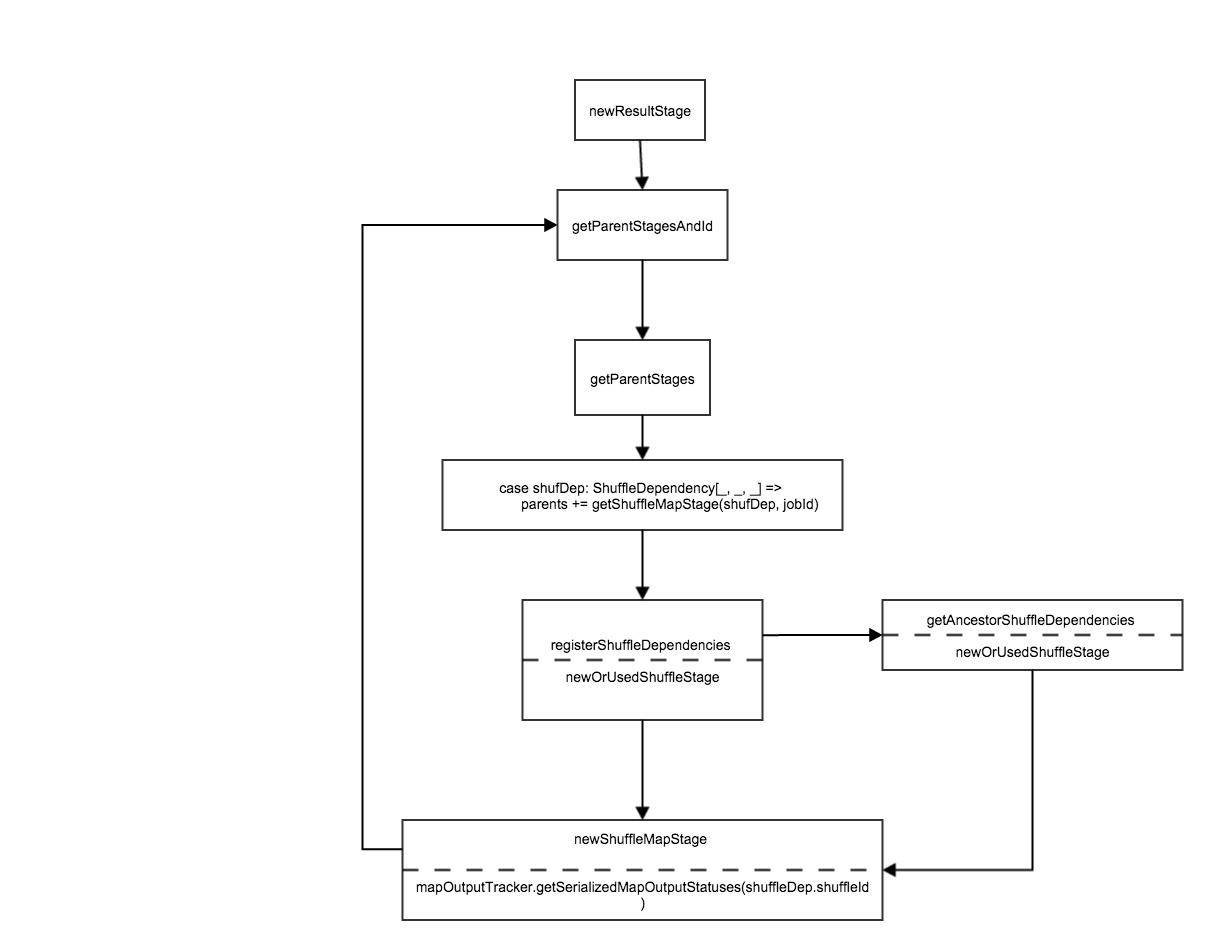 newResultStage
getParentStagesAndId
getParentStages
case shufDep: ShuffleDependency[_, _, _] =>
parents += getShuffleMapStage(shufDep, jobId)
registerShuffleDependencies
newOrUsedShuffleStage
getAncestorShuffleDependencies
newOrUsedShuffleStage
newShuffleMapStage
mapOutputTracker.getSerializedMapOutputStatuses(shuffleDep.shuffleId
)